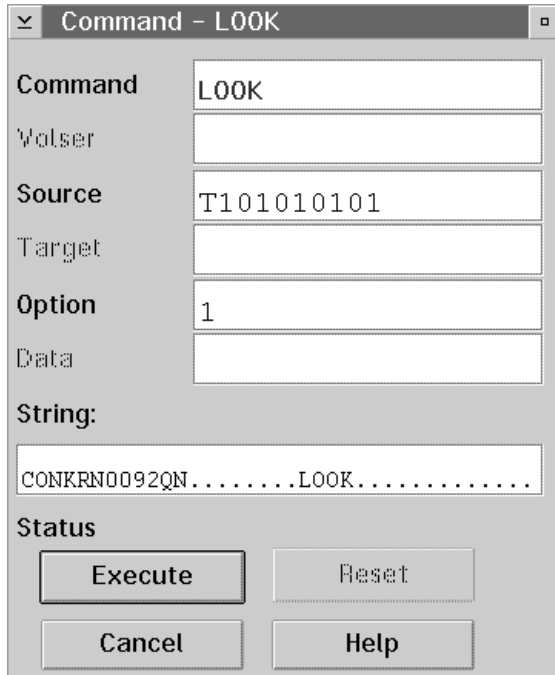 Command – LOOK
Command LOOK
Volser
Source T101010101
Target
Option 1
Data
String:
CONKRN0092QN........LOOK.............
Status
Execute Reset
Cancel Help